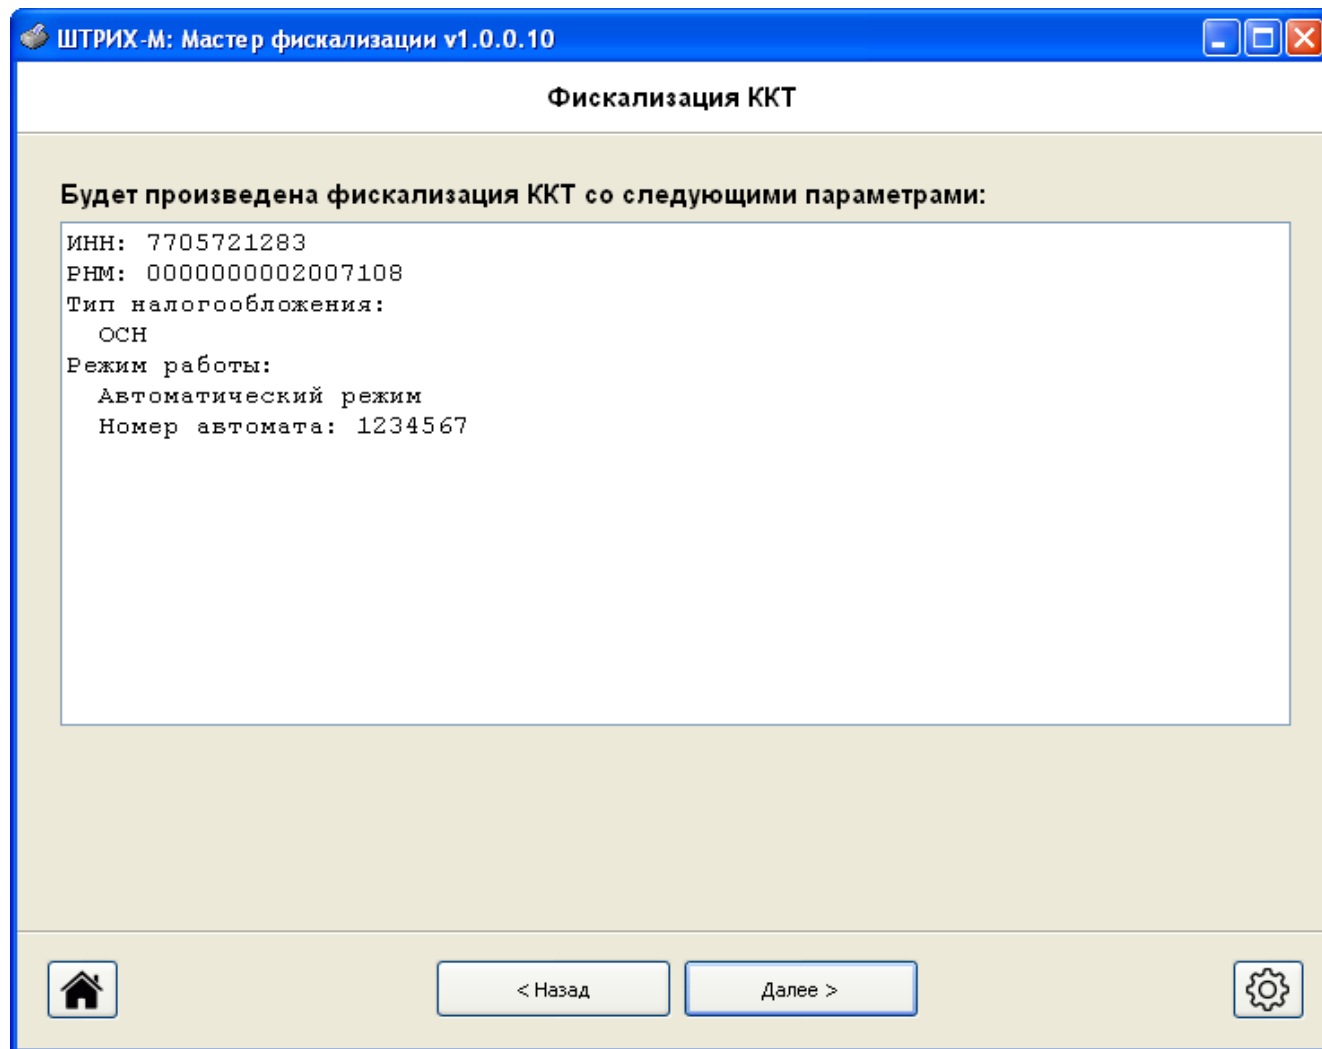 ШТРИХ-М: Мастер фискализации v1.0.0.10
Фискализация ККТ
Будет произведена фискализация ККТ со следующими параметрами:
ИНН: 7705721283
РНМ: 0000000002007108
Тип налогообложения:
ОСН
Режим работы:
Автоматический режим
Номер автомата: 1234567
< Назад
Далее >